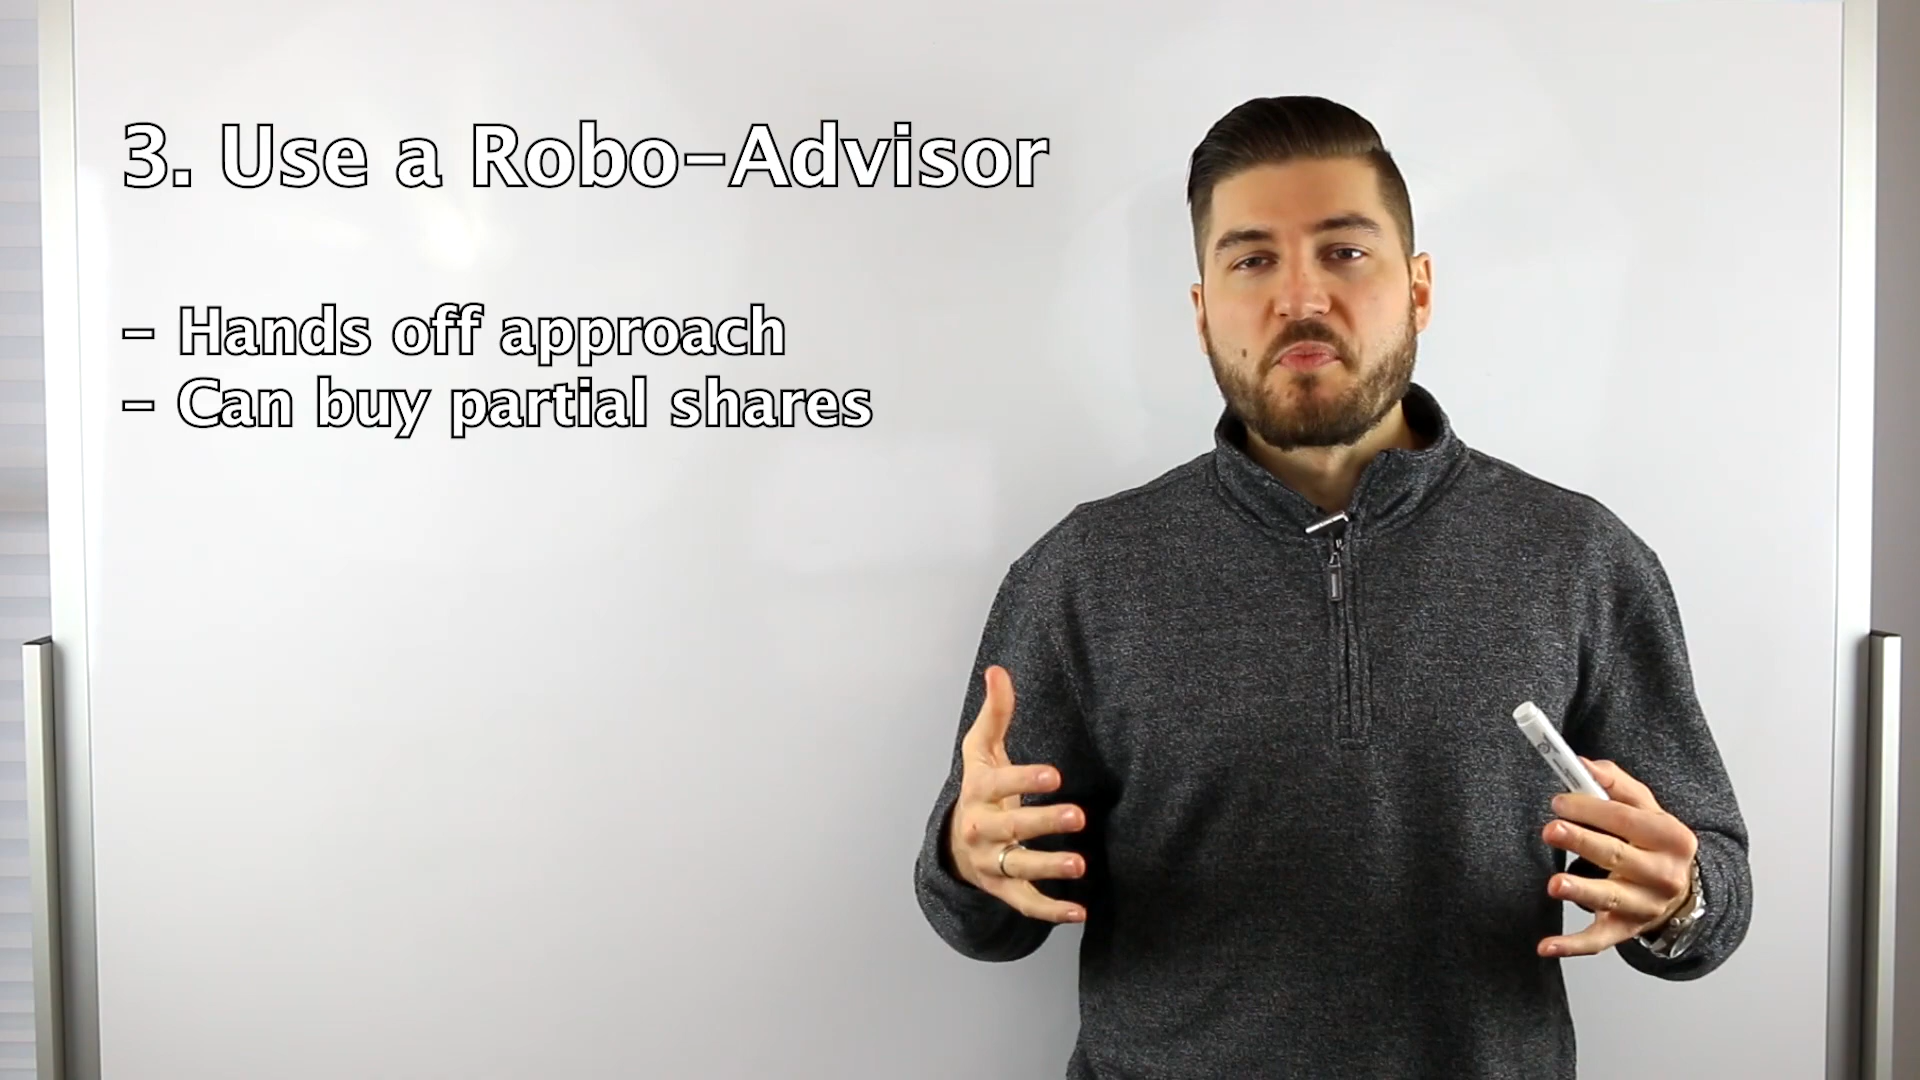 3. Use a Robo-Advisor
- Hands off approach
- Can buy partial shares